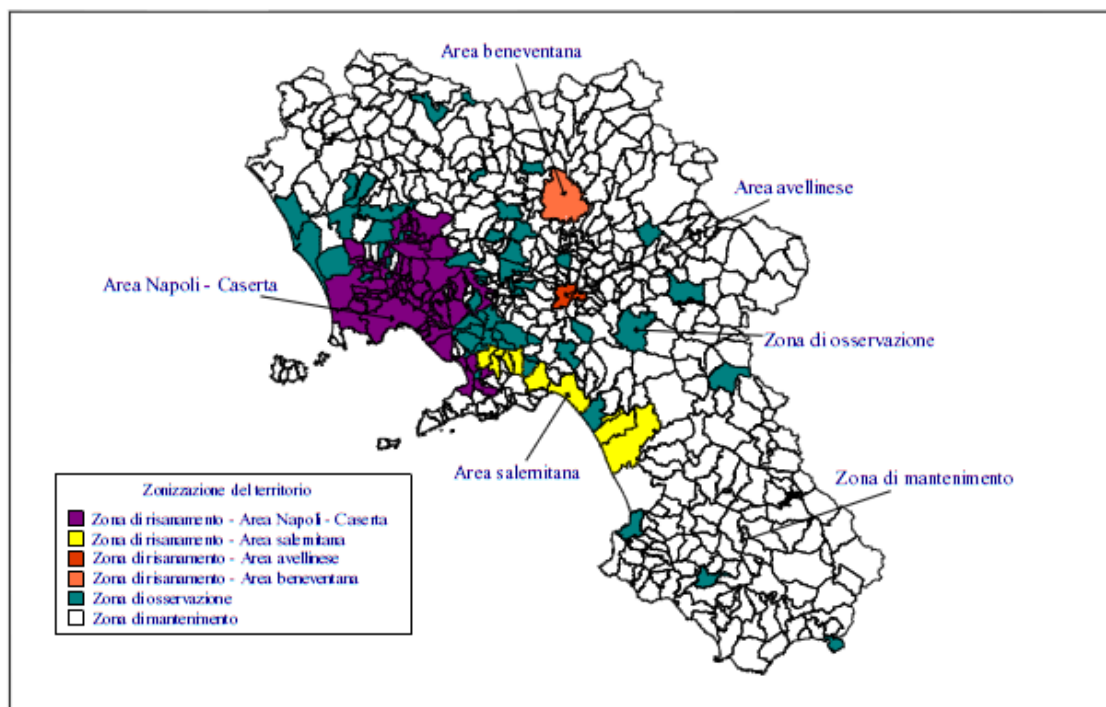 Area beneventana
Area avellinese
Area Napoli - Caserta
Zona di osservazione
Area salernitana
Zona di mantenimento
Zonizzazione del territorio
Zona di risanamento - Area Napoli - Caserta
Zona di risanamento - Area salernitana
Zona di risanamento - Area avellinese
Zona di risanamento - Area beneventana
Zona di osservazione
Zona di mantenimento